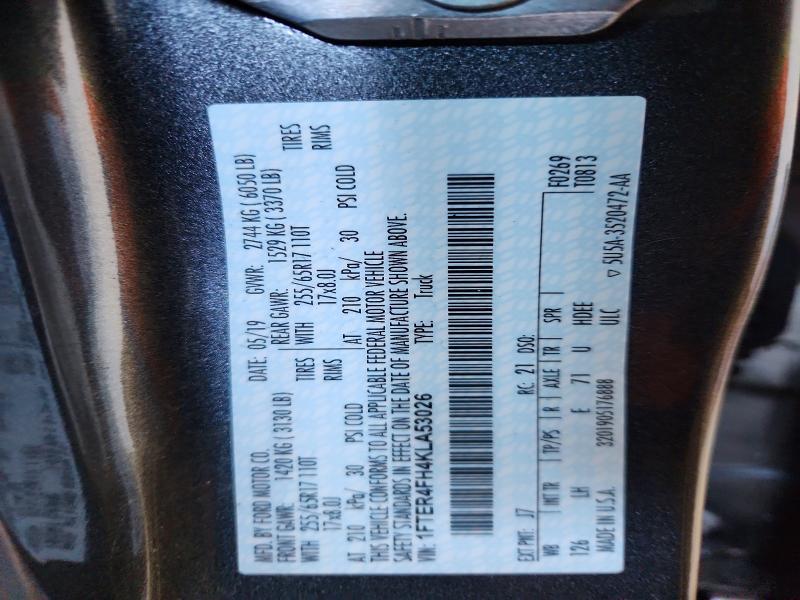 MFD. BY FORD MOTOR CO. DATE: 05/19 GVWR: 2744 KG ( 6050 LB)
FRONT GAWR: 1420 KG ( 3130 LB) REAR GAWR: 1529 KG ( 3370 LB)
WITH 255/65R17 110T TIRES WITH 255/65R17 110T TIRES
17x8.0J RIMS 17x8.0J RIMS
AT 210 kPa/ 30 PSI COLD AT 210 kPa/ 30 PSI COLD
THIS VEHICLE CONFORMS TO ALL APPLICABLE FEDERAL MOTOR VEHICLE
SAFETY STANDARDS IN EFFECT ON THE DATE OF MANUFACTURE SHOWN ABOVE.
VIN: 1FTER4FH4KLA53026 TYPE: Truck
F0269
EXT PNT: J7 RC: 21 DSO: T0813
WB INT TR TP/PS R AXLE TR SPR
126 LH E 71 U HDEE
MADE IN U.S.A. 3201905176888 ULC ▽ 5U5A-3520472-AA